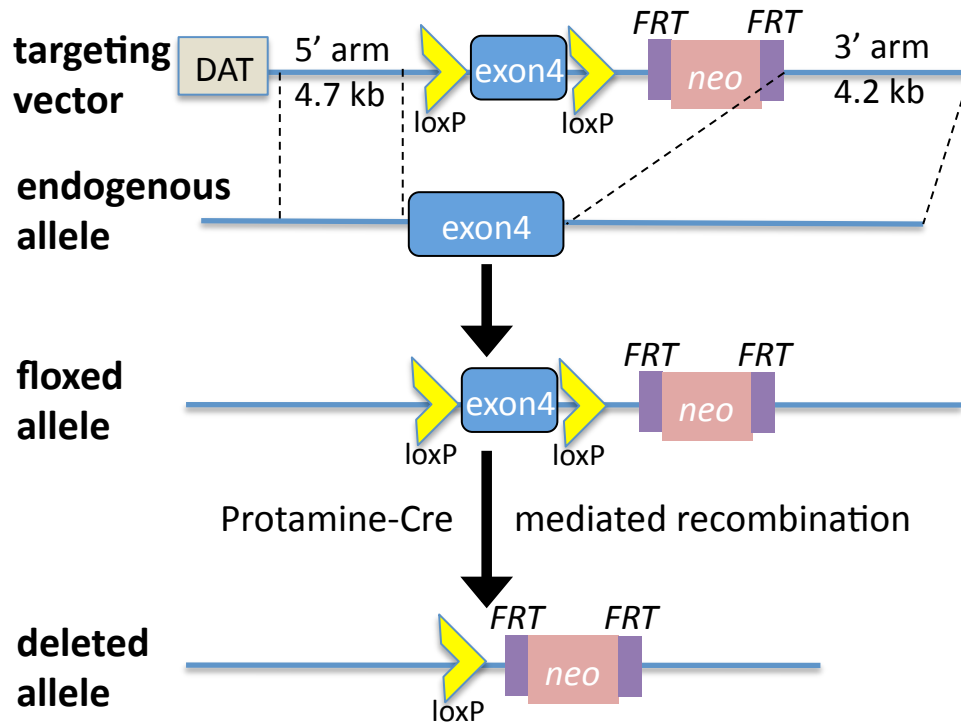 targeting
vector
DAT
5’ arm
4.7 kb
loxP
exon4
loxP
FRT
neo
FRT
3’ arm
4.2 kb
endogenous
allele
exon4
floxed
allele
loxP
exon4
loxP
FRT
neo
FRT
Protamine-Cre
mediated recombination
deleted
allele
loxP
FRT
neo
FRT